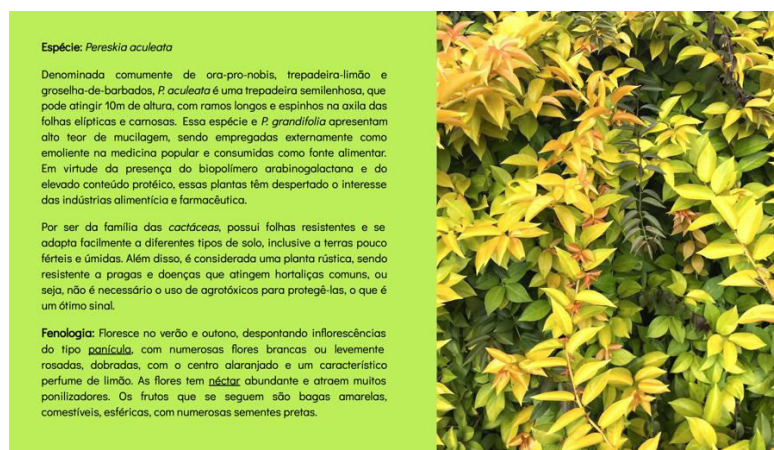 Espécie: Pereskia aculeata
Denominada comumente de ora-pro-nobis, trepadeira-limão e
groselha-de-barbados, P. aculeata é uma trepadeira semilenhosa, que
pode atingir 10m de altura, com ramos longos e espinhos na axila das
folhas elípticas e carnosas. Essa espécie e P. grandifolia apresentam
alto teor de mucilagem, sendo empregadas externamente como
emoliente na medicina popular e consumidas como fonte alimentar.
Em virtude da presença do biopolímero arabinogalactana e do
elevado conteúdo protéico, essas plantas têm despertado o interesse
das indústrias alimentícia e farmacêutica.
Por ser da família das cactáceas, possui folhas resistentes e se
adapta facilmente a diferentes tipos de solo, inclusive a terras pouco
férteis e úmidas. Além disso, é considerada uma planta rústica, sendo
resistente a pragas e doenças que atingem hortaliças comuns, ou
seja, não é necessário o uso de agrotóxicos para protegê-las, o que é
um ótimo sinal.
Fenologia: Floresce no verão e outono, despontando inflorescências
do tipo panícula, com numerosas flores brancas ou levemente
rosadas, dobradas, com o centro alaranjado e um característico
perfume de limão. As flores tem néctar abundante e atraem muitos
ponilizadores. Os frutos que se seguem são bagas amarelas,
comestíveis, esféricas, com numerosas sementes pretas.